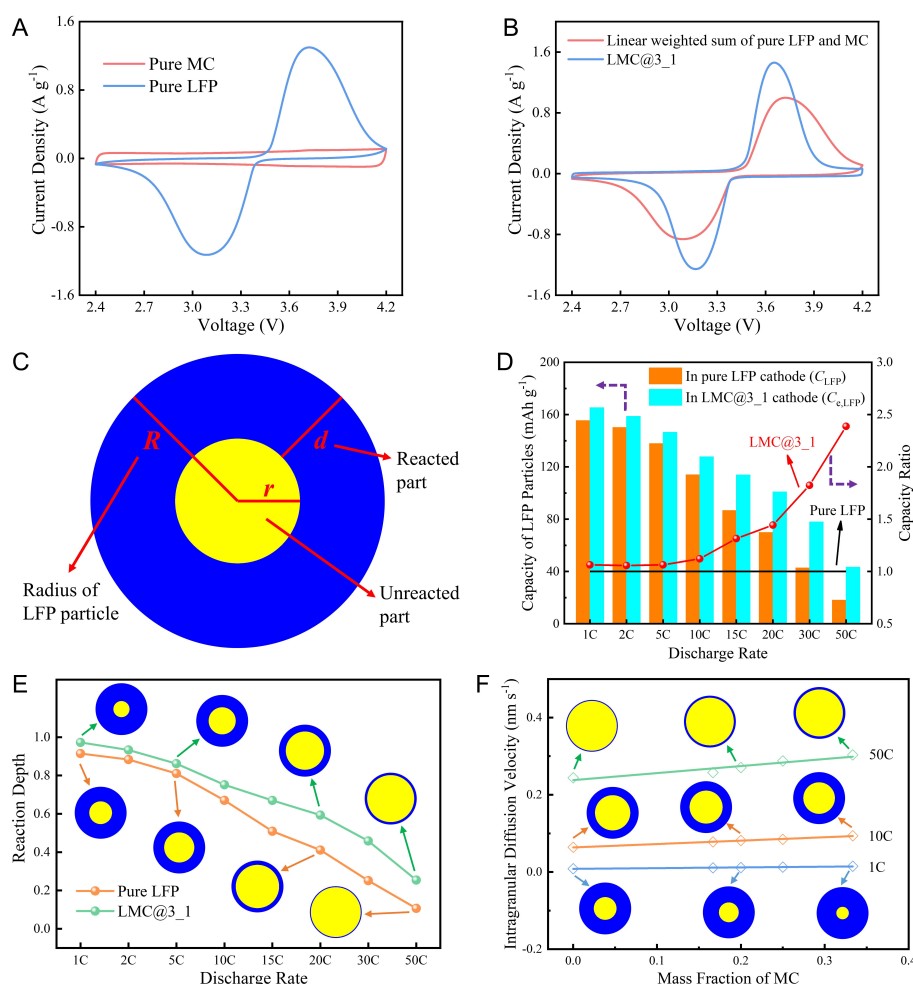 A
Current Density (A g⁻¹)
1.6
0.8
0.0
-0.8
-1.6
Pure MC
Pure LFP
2.4 2.7 3.0 3.3 3.6 3.9 4.2
Voltage (V)
B
Current Density (A g⁻¹)
1.6
0.8
0.0
-0.8
-1.6
Linear weighted sum of pure LFP and MC
LMC@3_1
2.4 2.7 3.0 3.3 3.6 3.9 4.2
Voltage (V)
C
R
d
r
Reacted
part
Radius of
LFP particle
Unreacted
part
D
Capacity of LFP Particles (mAh g⁻¹)
200
160
120
80
40
0
In pure LFP cathode (C_LFP)
In LMC@3_1 cathode (C_e,LFP)
LMC@3_1
Pure LFP
3.0
2.5
2.0
1.5
1.0
0.5
Capacity Ratio
1C 2C 5C 10C 15C 20C 30C 50C
Discharge Rate
E
Reaction Depth
1.0
0.8
0.6
0.4
0.2
0.0
Pure LFP
LMC@3_1
1C 2C 5C 10C 15C 20C 30C 50C
Discharge Rate
F
Intragranular Diffusion Velocity (nm s⁻¹)
0.4
0.2
0.0
-0.2
50C
10C
1C
0.0 0.1 0.2 0.3 0.4
Mass Fraction of MC